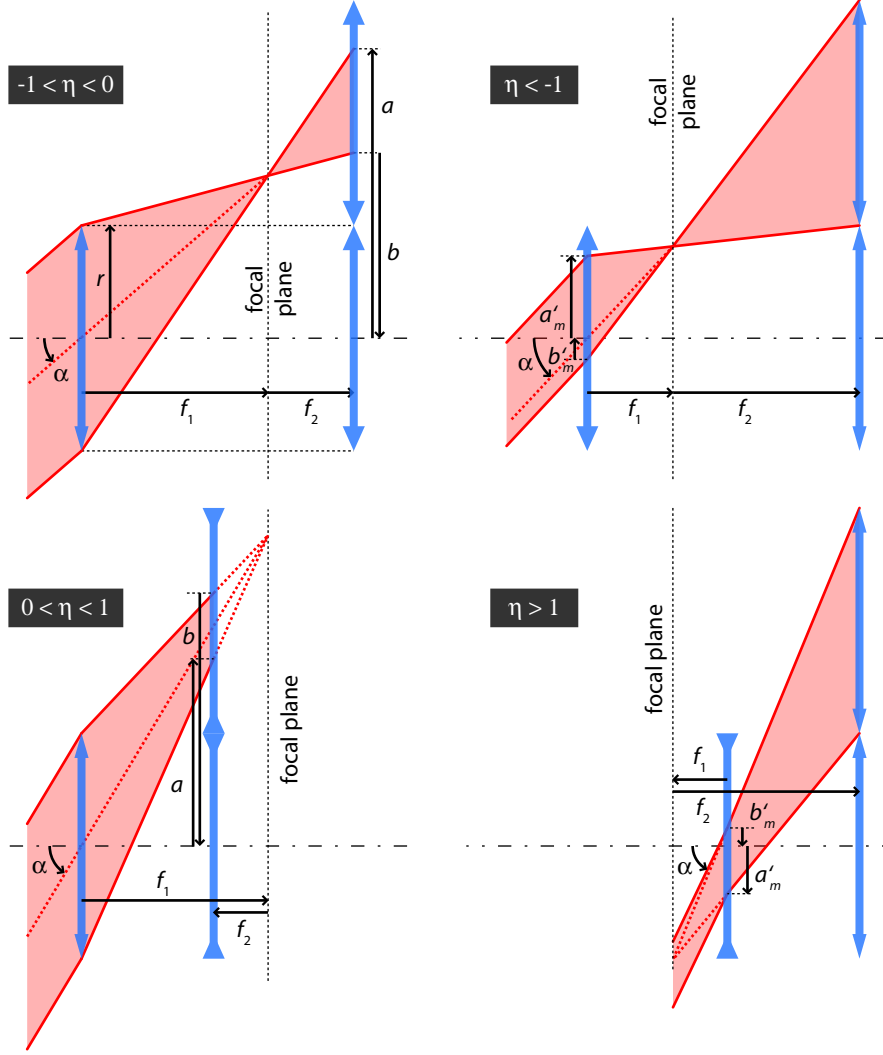 -1 < η < 0
a
b
r
focal
plane
α
f₁
f₂
η < -1
focal
plane
a'ₘ
b'ₘ
α
f₁
f₂
0 < η < 1
b
a
focal plane
α
f₁
f₂
η > 1
focal plane
f₁
f₂
b'ₘ
a'ₘ
α